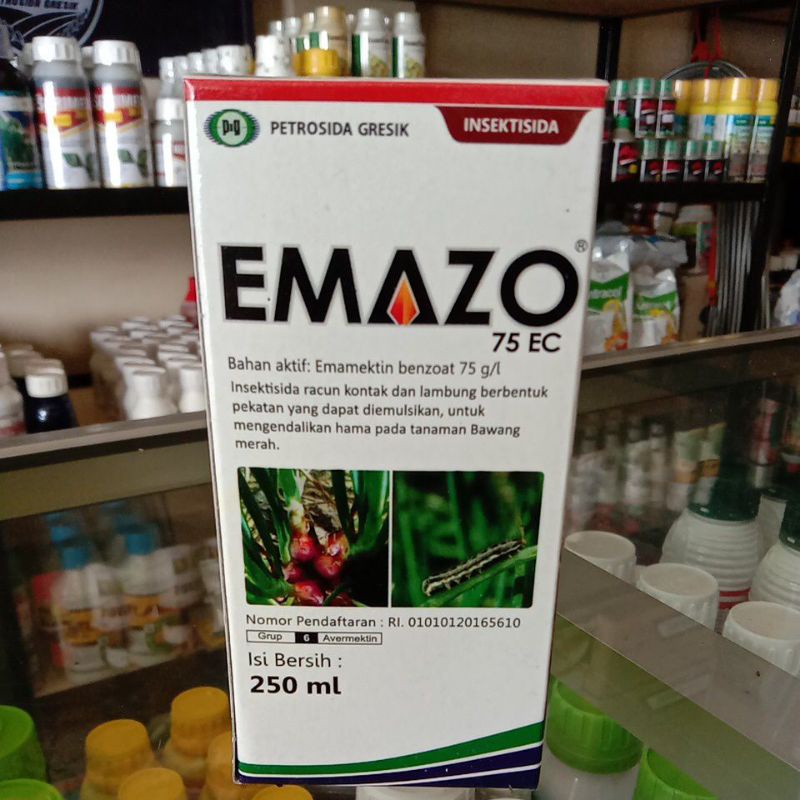 PETROSIDA GRESIK
INSEKTISIDA
EMAZO®
75 EC
Bahan aktif: Emamektin benzoat 75 g/l
Insektisida racun kontak dan lambung berbentuk
pekatan yang dapat diemulsikan, untuk
mengendalikan hama pada tanaman Bawang
merah.
Nomor Pendaftaran : RI. 01010120165610
Grup 6 Avermektin
Isi Bersih :
250 ml